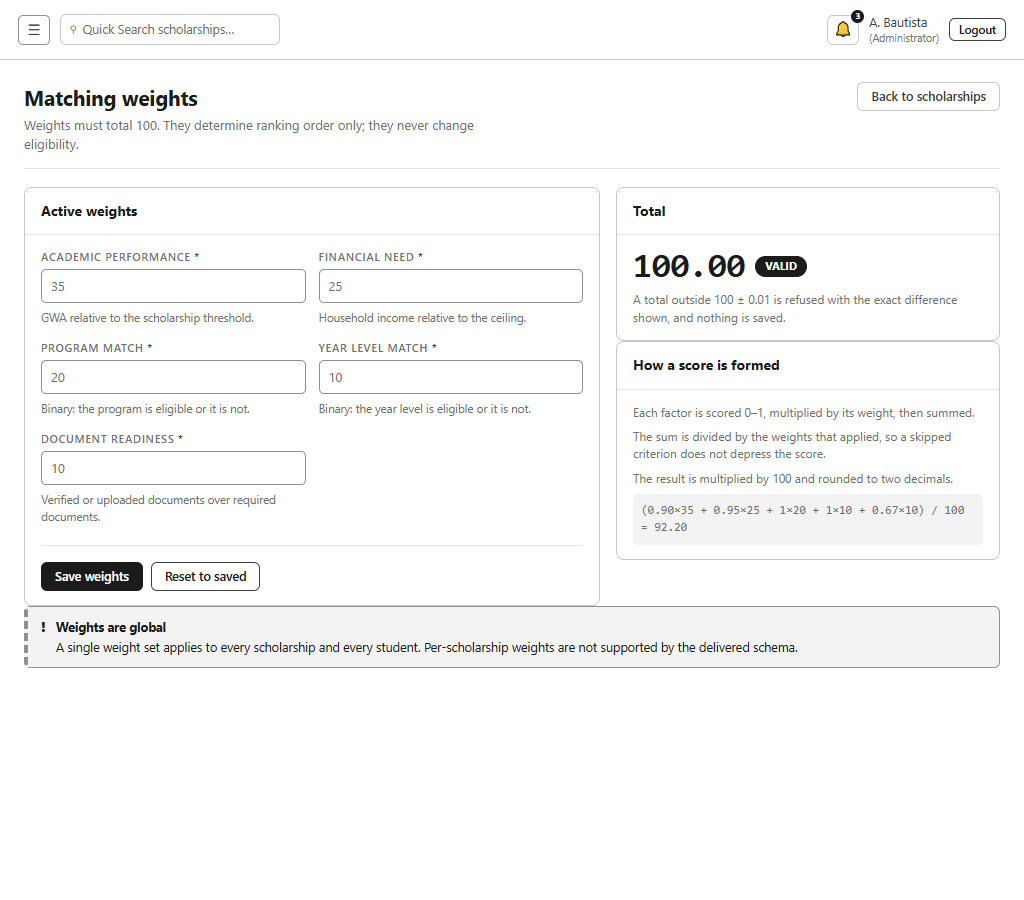 ☰
Quick Search scholarships...
3
A. Bautista
(Administrator)
Logout
Matching weights
Back to scholarships
Weights must total 100. They determine ranking order only; they never change
eligibility.
Active weights
ACADEMIC PERFORMANCE *
35
GWA relative to the scholarship threshold.
FINANCIAL NEED *
25
Household income relative to the ceiling.
PROGRAM MATCH *
20
Binary: the program is eligible or it is not.
YEAR LEVEL MATCH *
10
Binary: the year level is eligible or it is not.
DOCUMENT READINESS *
10
Verified or uploaded documents over required
documents.
Save weights
Reset to saved
Total
100.00 VALID
A total outside 100 ± 0.01 is refused with the exact difference
shown, and nothing is saved.
How a score is formed
Each factor is scored 0–1, multiplied by its weight, then summed.
The sum is divided by the weights that applied, so a skipped
criterion does not depress the score.
The result is multiplied by 100 and rounded to two decimals.
(0.90×35 + 0.95×25 + 1×20 + 1×10 + 0.67×10) / 100
= 92.20
! Weights are global
A single weight set applies to every scholarship and every student. Per-scholarship weights are not supported by the delivered schema.